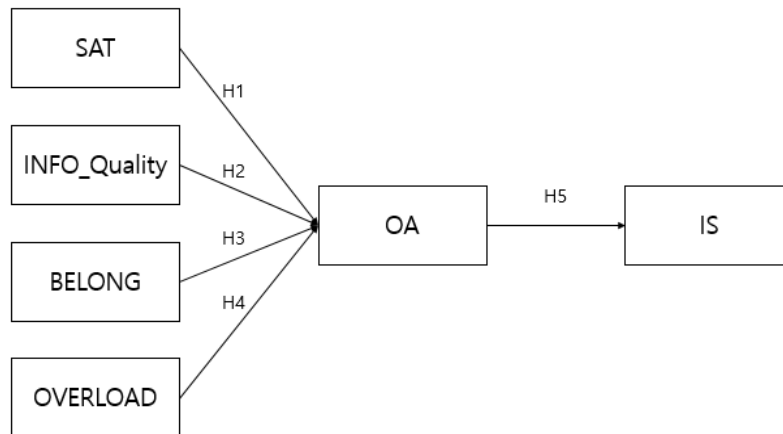 SAT
H1
INFO_Quality
H2
OA
H5
IS
H3
BELONG
H4
OVERLOAD